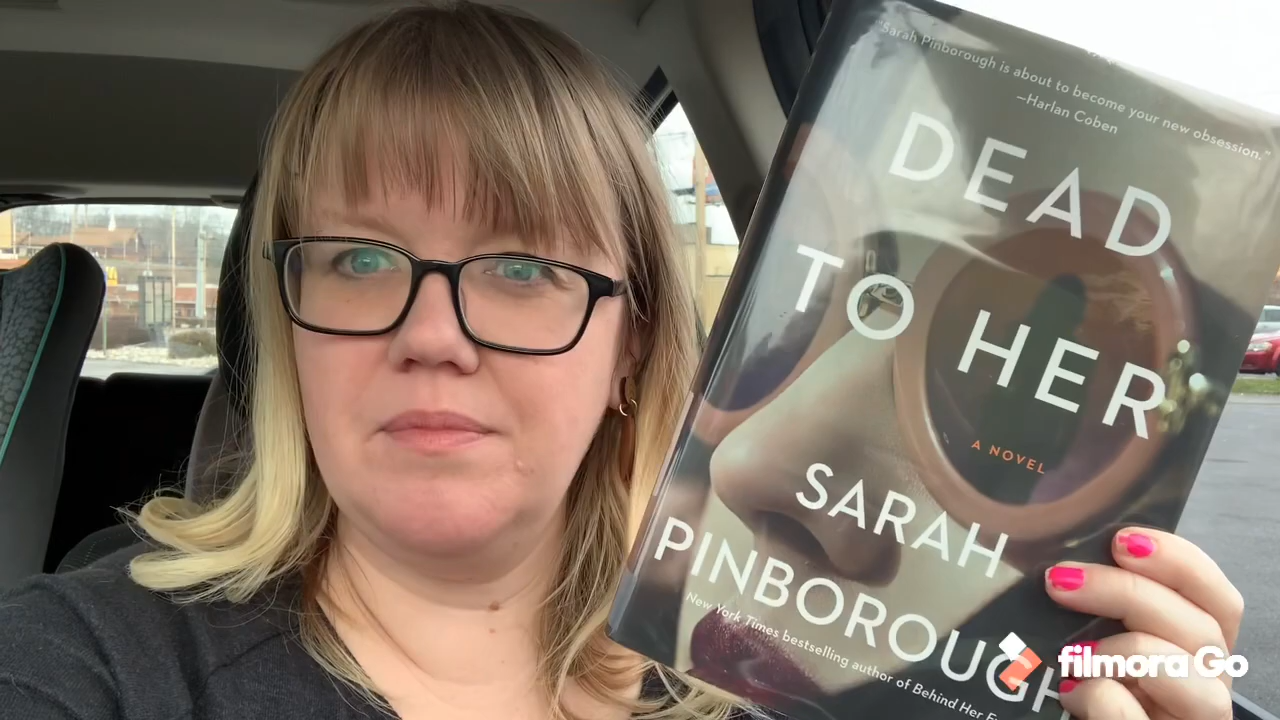 "Sarah Pinborough is about to become your new obsession."
—Harlan Coben
DEAD
TO HER
A NOVEL
SARAH
PINBOROUGH
New York Times bestselling author of Behind Her
filmora Go